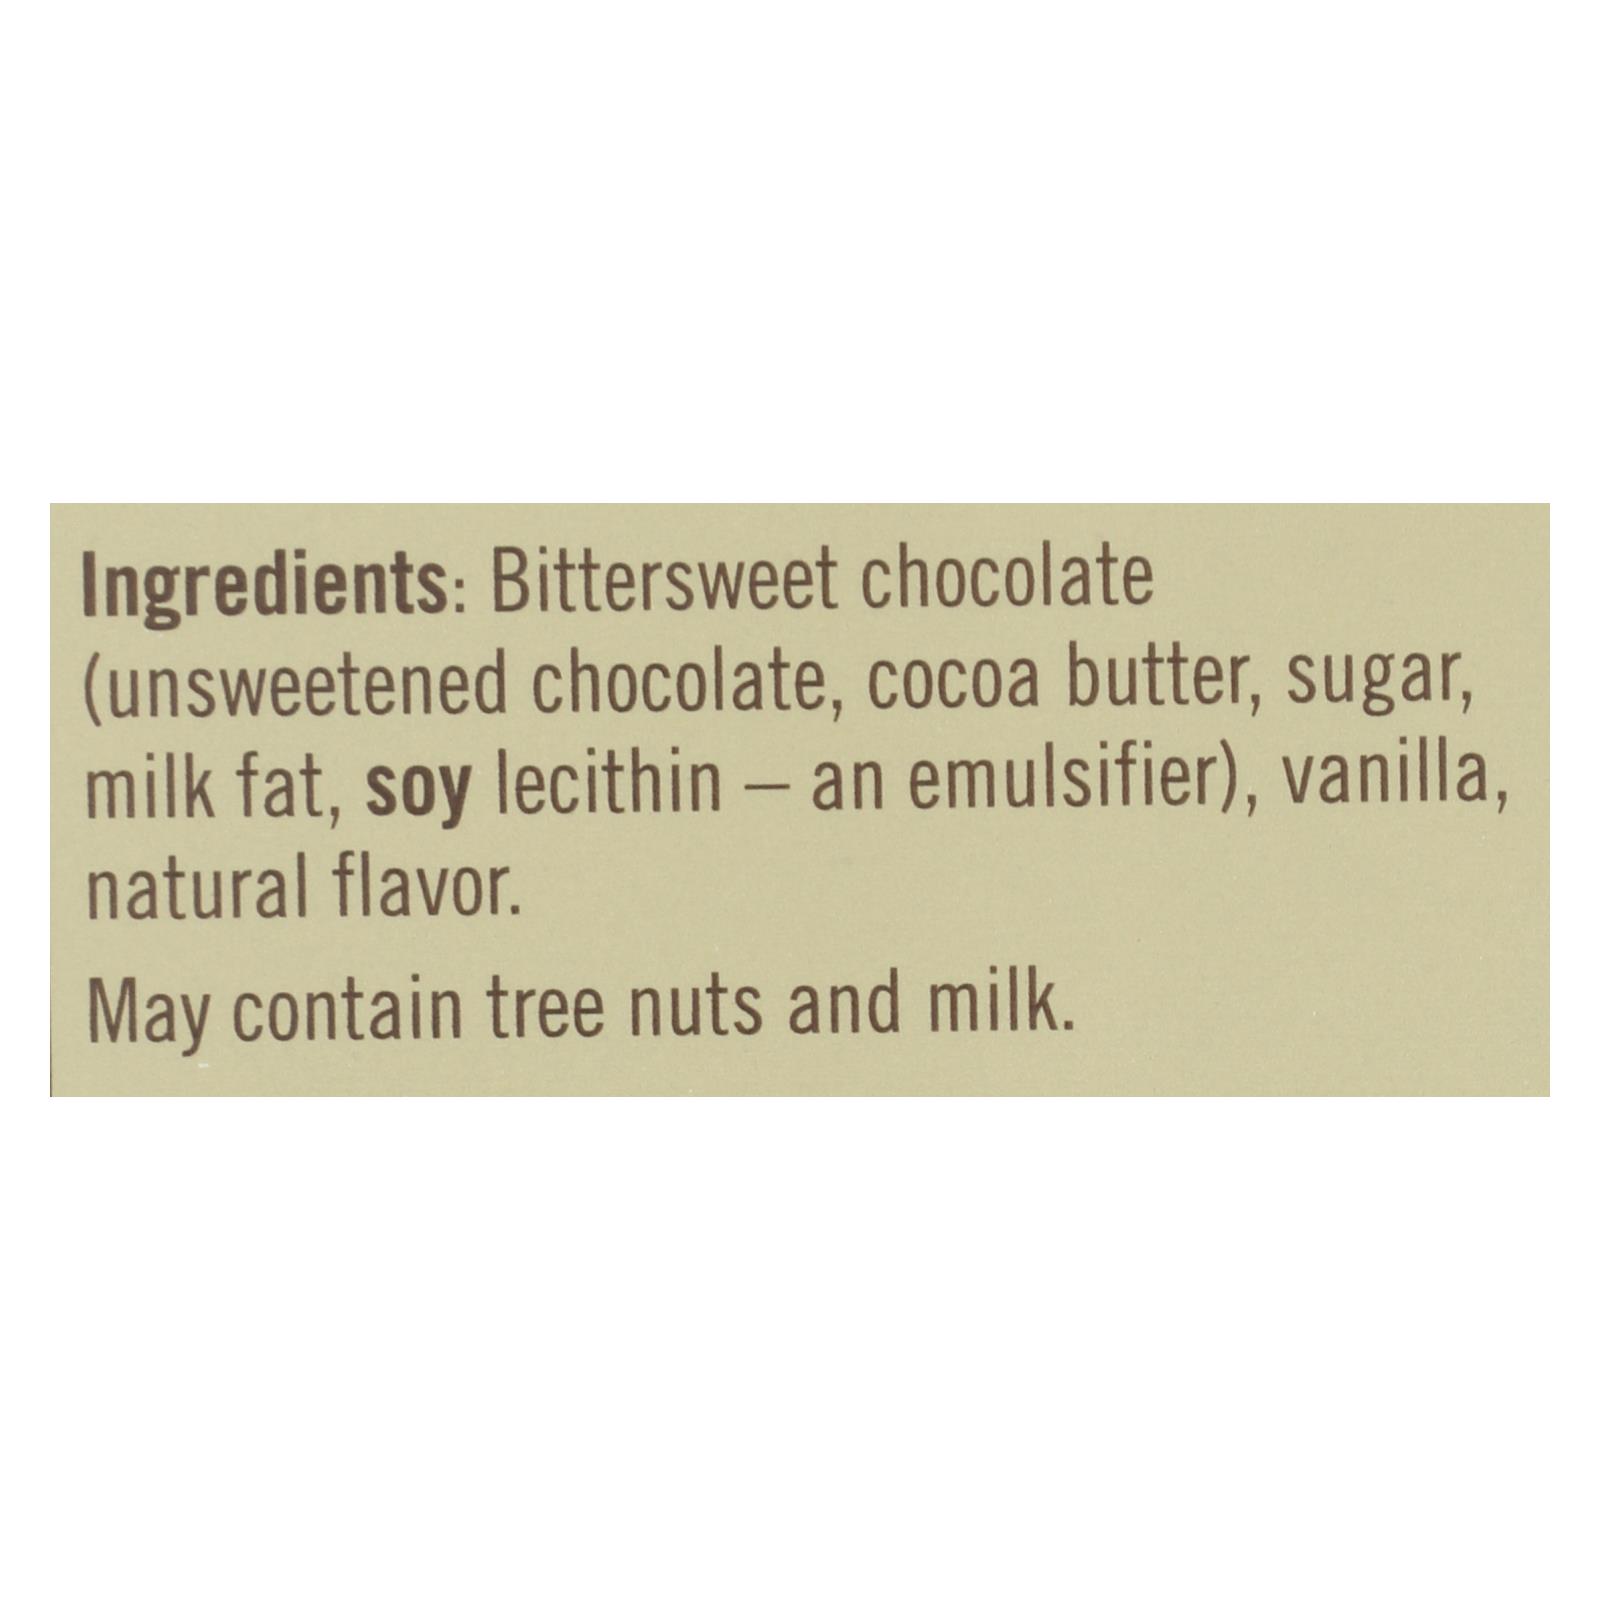 Ingredients: Bittersweet chocolate
(unsweetened chocolate, cocoa butter, sugar,
milk fat, soy lecithin – an emulsifier), vanilla,
natural flavor.
May contain tree nuts and milk.